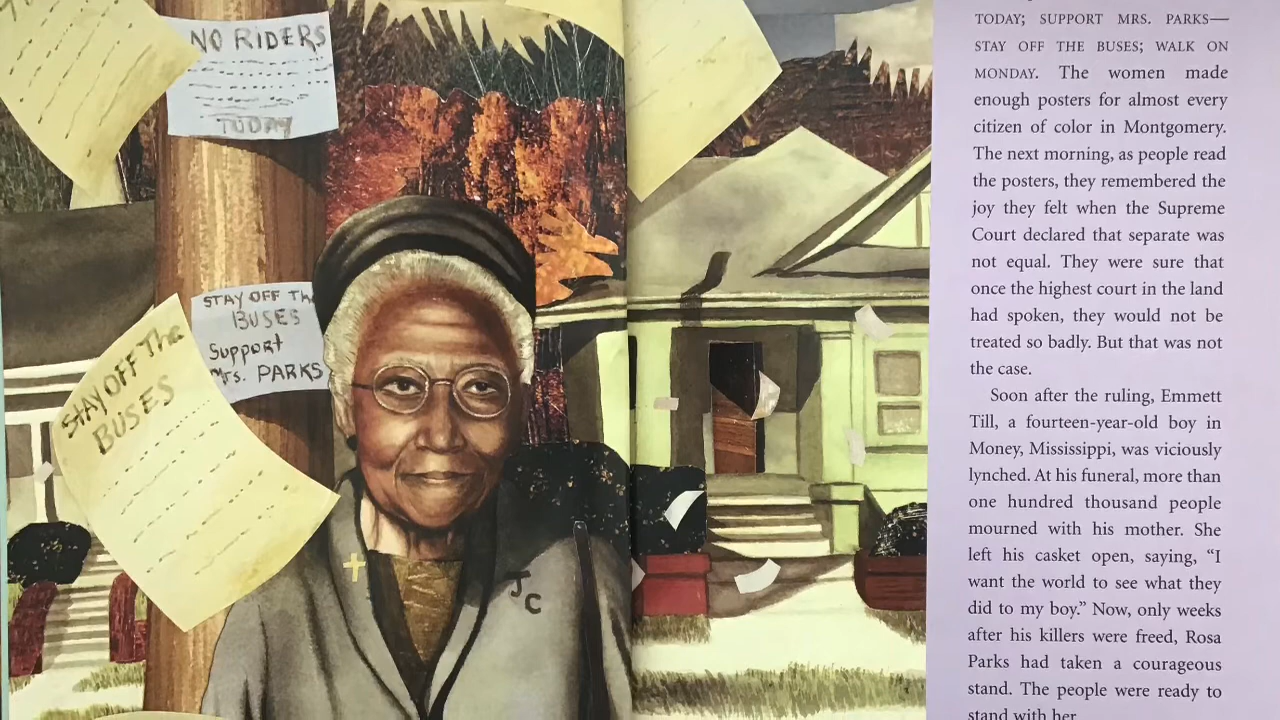 NO RIDERS
TODAY
STAY OFF Th
BUSES
Support
Mrs. PARKS
STAY OFF The
BUSES
JC
TODAY; SUPPORT MRS. PARKS—
STAY OFF THE BUSES; WALK ON
MONDAY. The women made
enough posters for almost every
citizen of color in Montgomery.
The next morning, as people read
the posters, they remembered the
joy they felt when the Supreme
Court declared that separate was
not equal. They were sure that
once the highest court in the land
had spoken, they would not be
treated so badly. But that was not
the case.
Soon after the ruling, Emmett
Till, a fourteen-year-old boy in
Money, Mississippi, was viciously
lynched. At his funeral, more than
one hundred thousand people
mourned with his mother. She
left his casket open, saying, “I
want the world to see what they
did to my boy.” Now, only weeks
after his killers were freed, Rosa
Parks had taken a courageous
stand. The people were ready to
stand with her